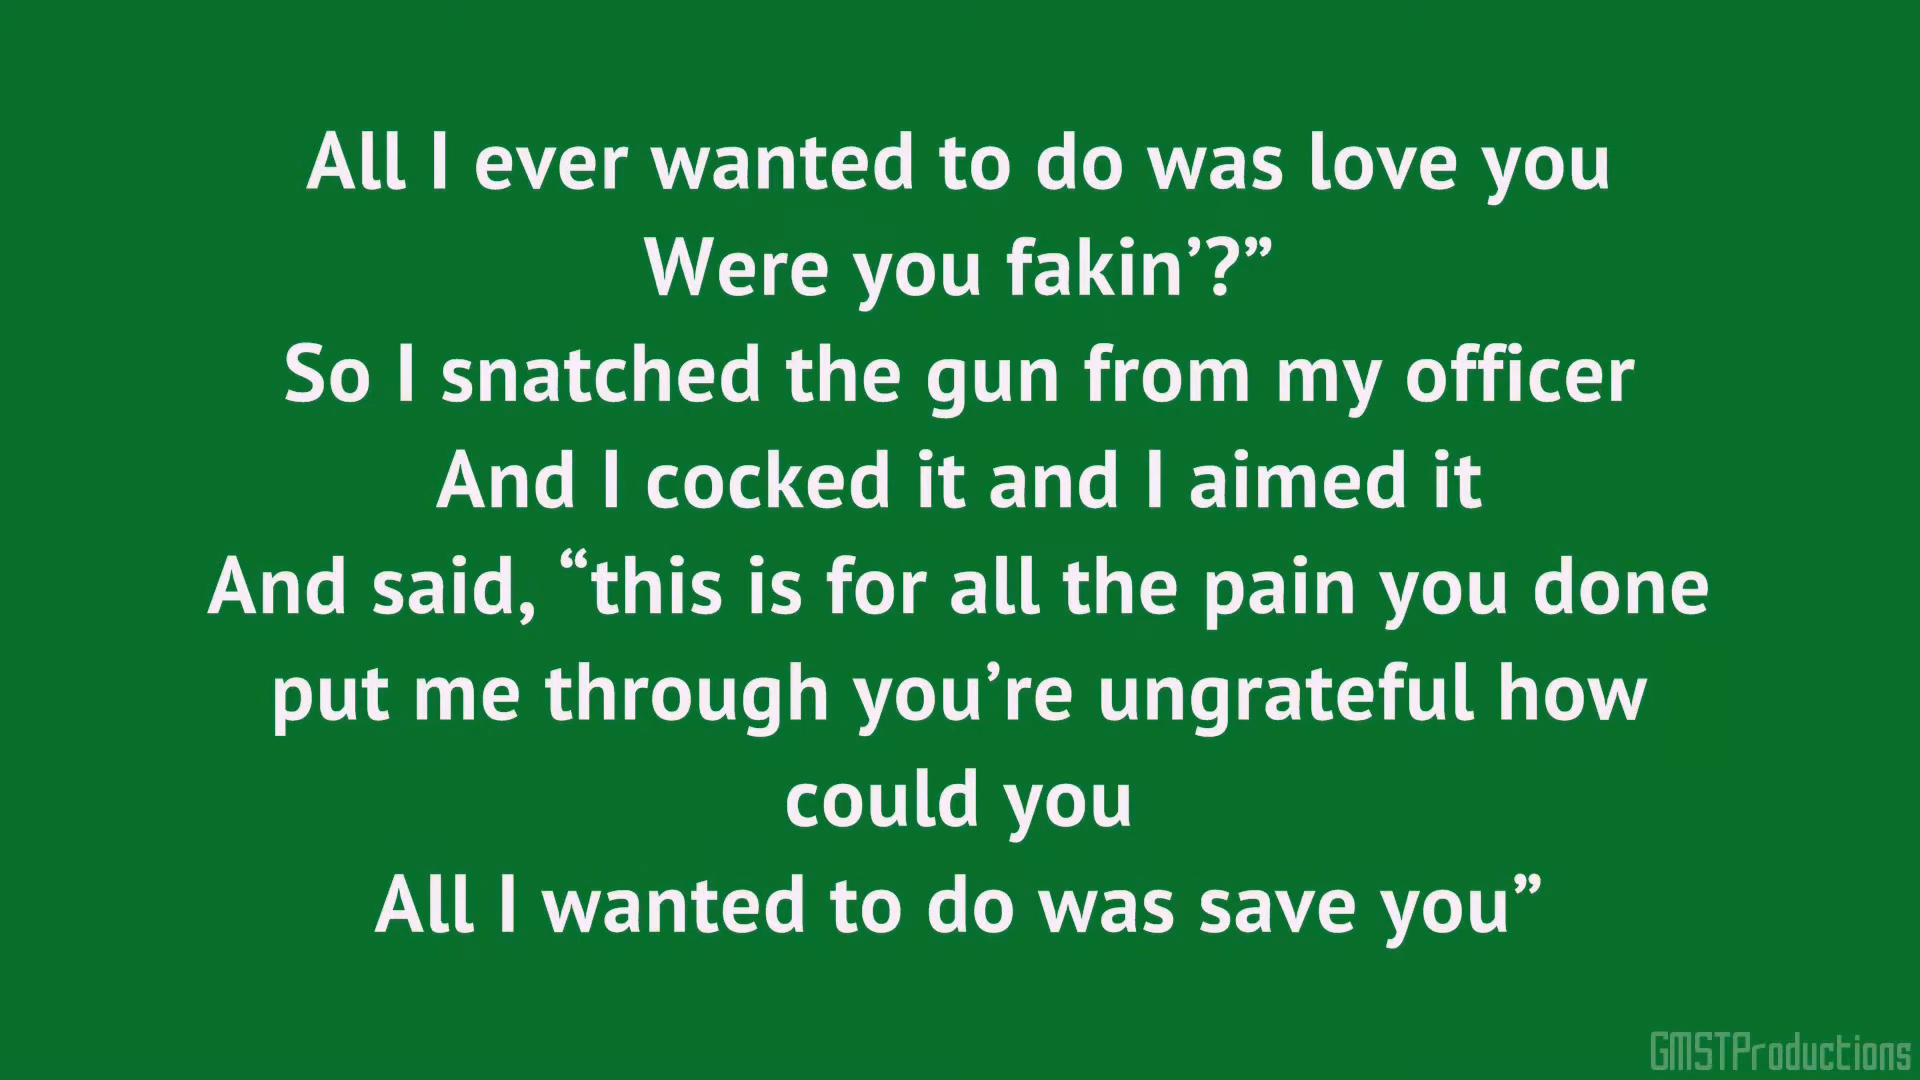 All I ever wanted to do was love you
Were you fakin’?”
So I snatched the gun from my officer
And I cocked it and I aimed it
And said, “this is for all the pain you done
put me through you’re ungrateful how
could you
All I wanted to do was save you”
GMSTProductions